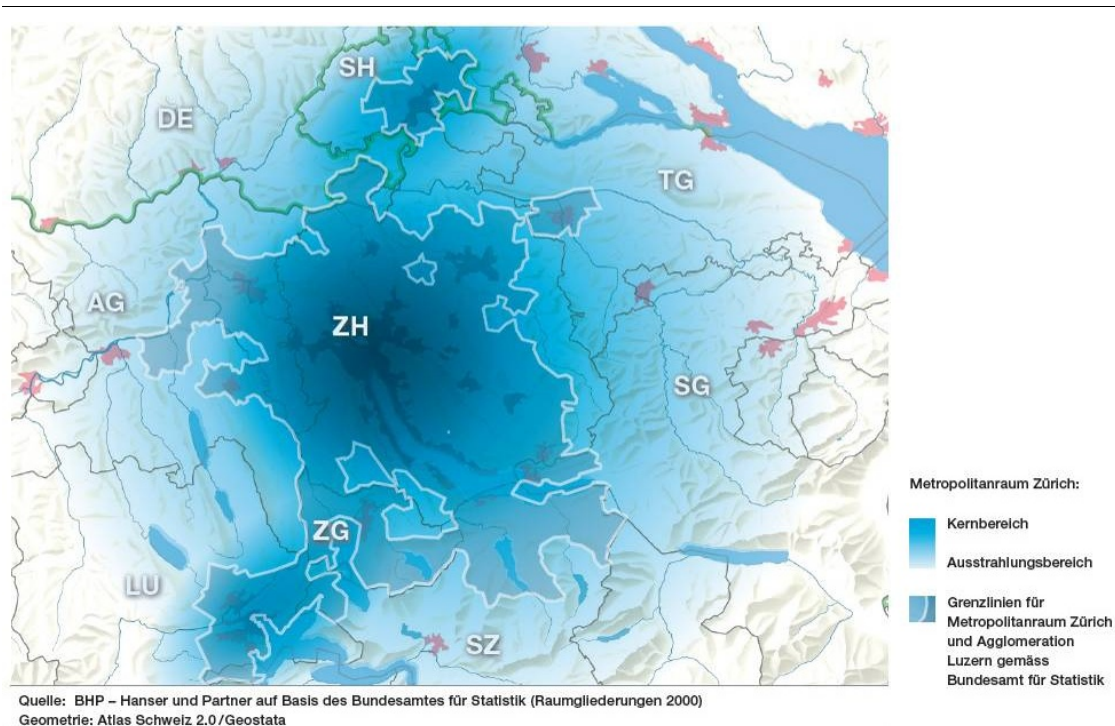 SH
DE
TG
AG
ZH
SG
ZG
LU
SZ
Metropolitanraum Zürich:
Kernbereich
Ausstrahlungsbereich
Grenzlinien für
Metropolitanraum Zürich
und Agglomeration
Luzern gemäss
Bundesamt für Statistik
Quelle: BHP – Hanser und Partner auf Basis des Bundesamtes für Statistik (Raumgliederungen 2000)
Geometrie: Atlas Schweiz 2.0/Geostata